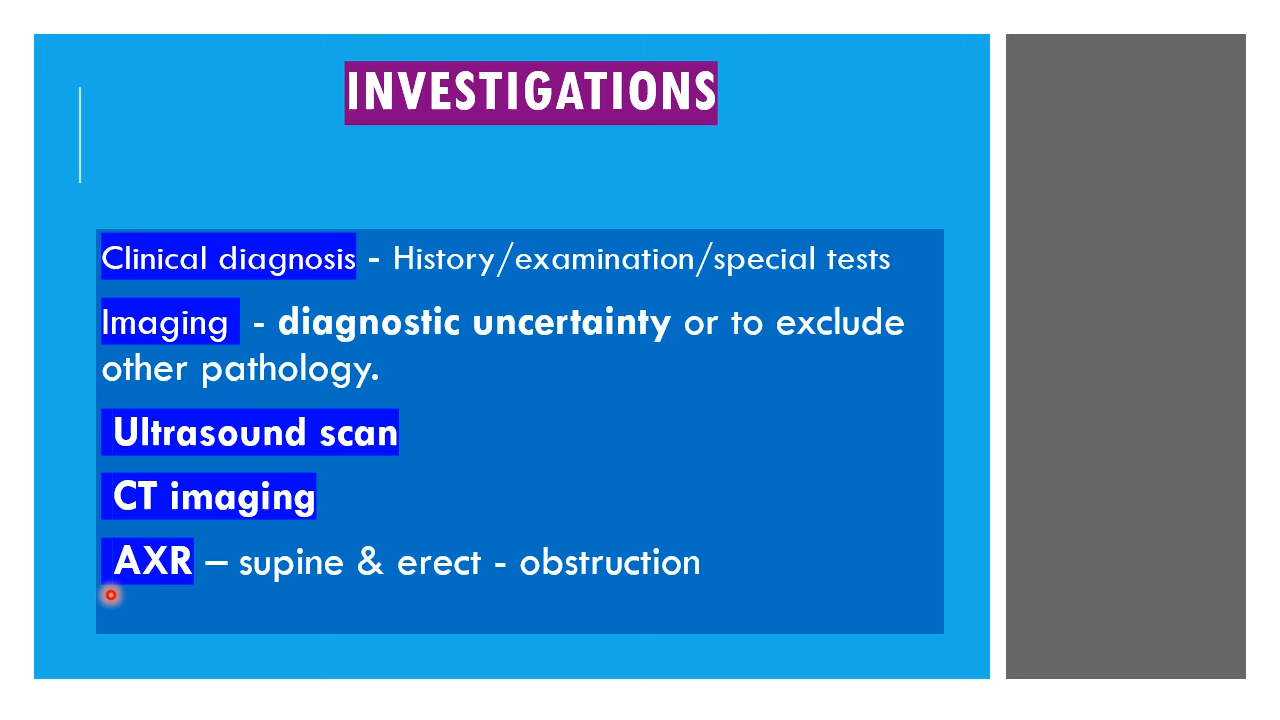 INVESTIGATIONS
Clinical diagnosis - History/examination/special tests
Imaging - diagnostic uncertainty or to exclude
other pathology.
Ultrasound scan
CT imaging
AXR – supine & erect - obstruction